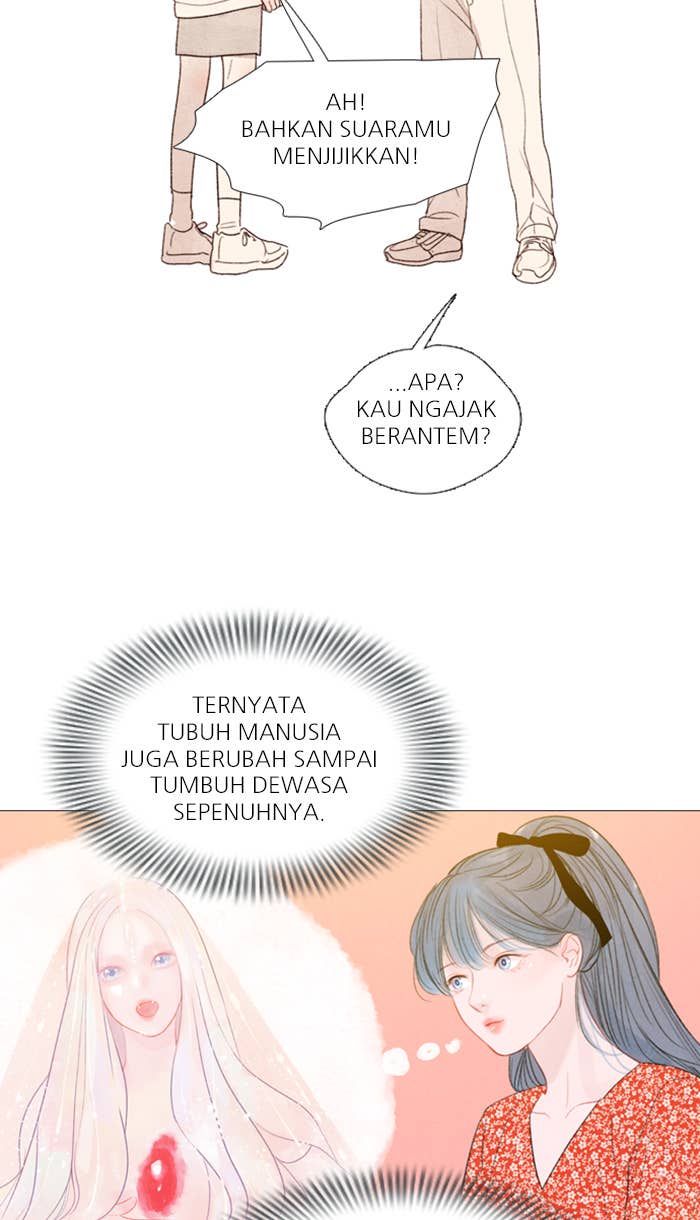 AH!
BAHKAN SUARAMU
MENJIJIKKAN!
...APA?
KAU NGAJAK
BERANTEM?
TERNYATA
TUBUH MANUSIA
JUGA BERUBAH SAMPAI
TUMBUH DEWASA
SEPENUHNYA.